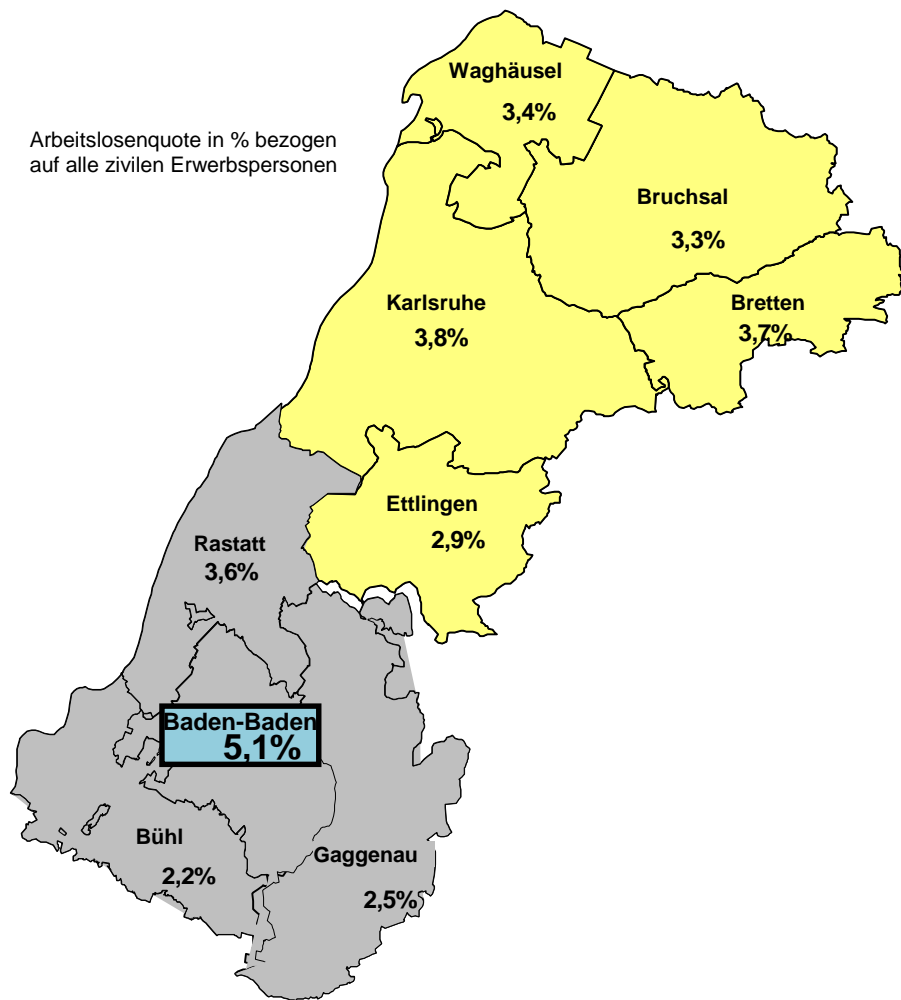 Waghäusel
3,4%
Arbeitslosenquote in % bezogen
auf alle zivilen Erwerbspersonen
Bruchsal
3,3%
Karlsruhe
3,8%
Bretten
3,7%
Ettlingen
2,9%
Rastatt
3,6%
Baden-Baden
5,1%
Bühl
2,2%
Gaggenau
2,5%